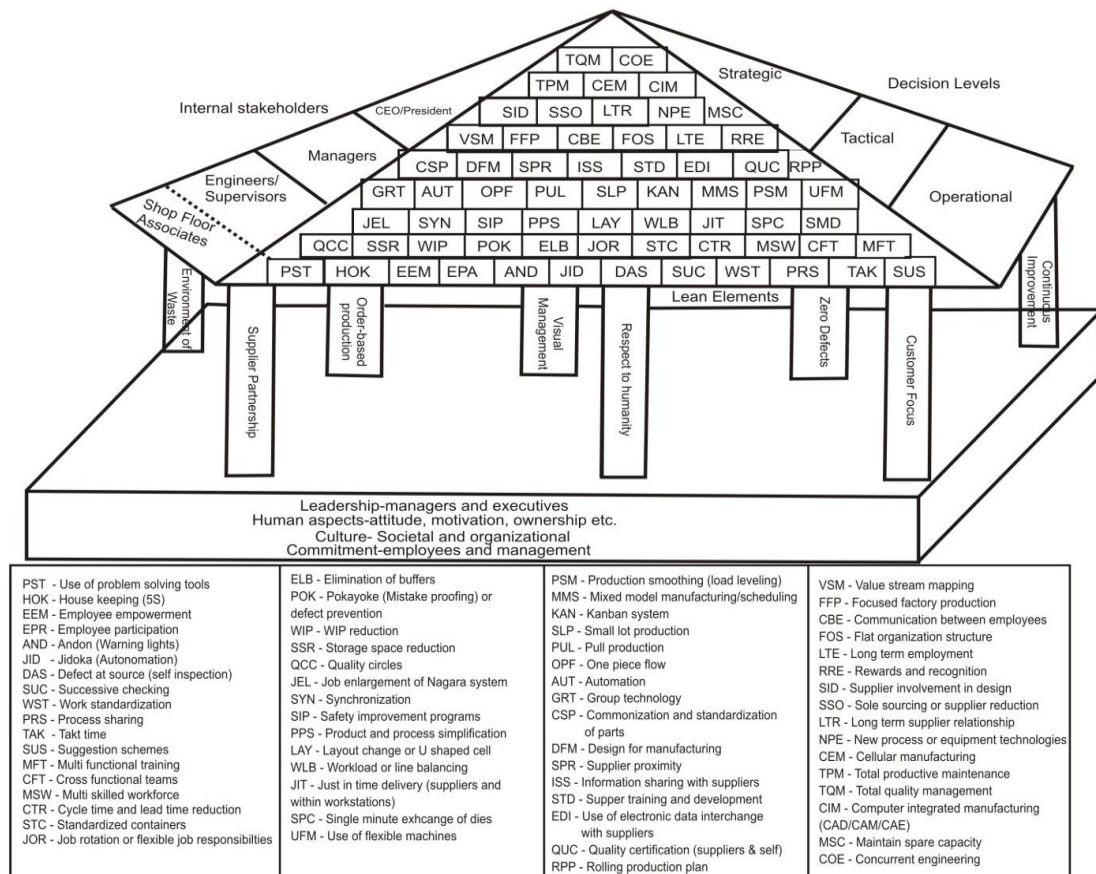 TQM COE
Strategic
Decision Levels
TPM CEM CIM
Internal stakeholders
CEO/President
SID SSO LTR NPE MSC
VSM FFP CBE FOS LTE RRE
Tactical
Managers
CSP DFM SPR ISS STD EDI QUC RPP
Engineers/
Supervisors
GRT AUT OPF PUL SLP KAN MMS PSM UFM
Operational
Shop Floor
Associates
JEL SYN SIP PPS LAY WLB JIT SPC SMD
QCC SSR WIP POK ELB JOR STC CTR MSW CFT MFT
PST HOK EEM EPA AND JID DAS SUC WST PRS TAK SUS
Lean Elements
Environment of
Waste
Supplier Partnership
Order-based
production
Visual
Management
Respect to humanity
Zero Defects
Customer Focus
Continuous
Improvement
Leadership-managers and executives
Human aspects-attitude, motivation, ownership etc.
Culture- Societal and organizational
Commitment-employees and management
PST - Use of problem solving tools
HOK - House keeping (5S)
EEM - Employee empowerment
EPR - Employee participation
AND - Andon (Warning lights)
JID - Jidoka (Autonomation)
DAS - Defect at source (self inspection)
SUC - Successive checking
WST - Work standardization
PRS - Process sharing
TAK - Takt time
SUS - Suggestion schemes
MFT - Multi functional training
CFT - Cross functional teams
MSW - Multi skilled workforce
CTR - Cycle time and lead time reduction
STC - Standardized containers
JOR - Job rotation or flexible job responsibilties
ELB - Elimination of buffers
POK - Pokayoke (Mistake proofing) or
defect prevention
WIP - WIP reduction
SSR - Storage space reduction
QCC - Quality circles
JEL - Job enlargement of Nagara system
SYN - Synchronization
SIP - Safety improvement programs
PPS - Product and process simplification
LAY - Layout change or U shaped cell
WLB - Workload or line balancing
JIT - Just in time delivery (suppliers and
within workstations)
SPC - Single minute exhcange of dies
UFM - Use of flexible machines
PSM - Production smoothing (load leveling)
MMS - Mixed model manufacturing/scheduling
KAN - Kanban system
SLP - Small lot production
PUL - Pull production
OPF - One piece flow
AUT - Automation
GRT - Group technology
CSP - Commonization and standardization
of parts
DFM - Design for manufacturing
SPR - Supplier proximity
ISS - Information sharing with suppliers
STD - Supper training and development
EDI - Use of electronic data interchange
with suppliers
QUC - Quality certification (suppliers & self)
RPP - Rolling production plan
VSM - Value stream mapping
FFP - Focused factory production
CBE - Communication between employees
FOS - Flat organization structure
LTE - Long term employment
RRE - Rewards and recognition
SID - Supplier involvement in design
SSO - Sole sourcing or supplier reduction
LTR - Long term supplier relationship
NPE - New process or equipment technologies
CEM - Cellular manufacturing
TPM - Total productive maintenance
TQM - Total quality management
CIM - Computer integrated manufacturing
(CAD/CAM/CAE)
MSC - Maintain spare capacity
COE - Concurrent engineering